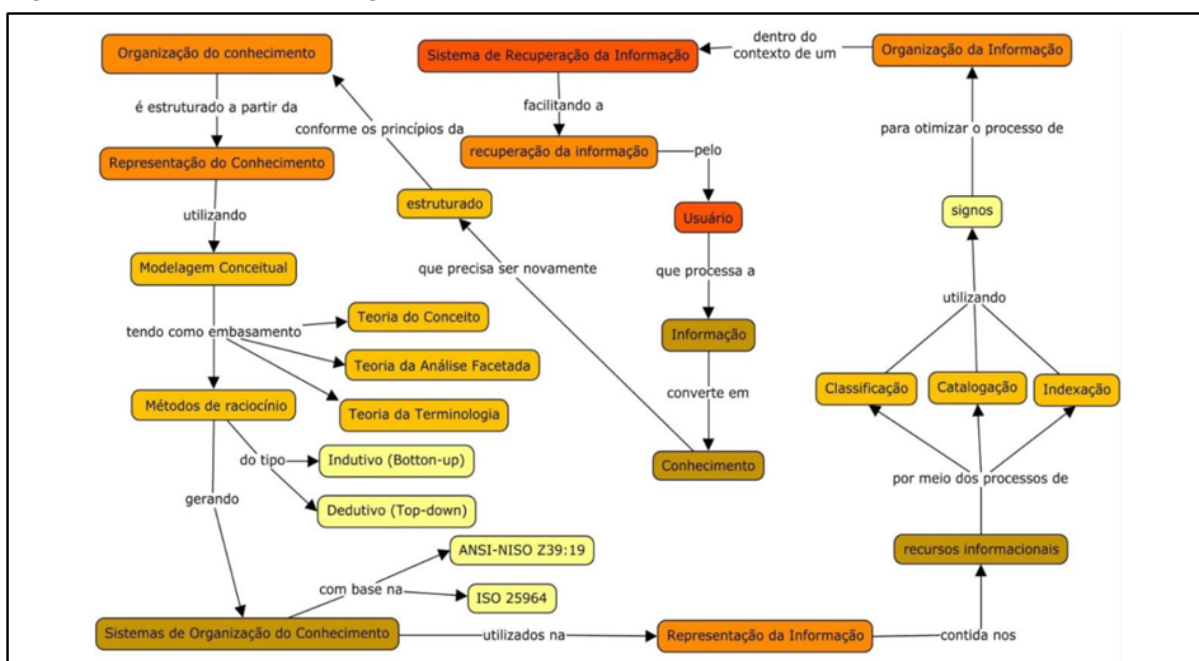 Organização do conhecimento
é estruturado a partir da
Representação do Conhecimento
utilizando
Modelagem Conceitual
tendo como embasamento
Teoria do Conceito
Teoria da Análise Facetada
Teoria da Terminologia
Métodos de raciocínio
do tipo
Indutivo (Botton-up)
Dedutivo (Top-down)
gerando
Sistemas de Organização do Conhecimento
com base na
ANSI-NISO Z39:19
ISO 25964
utilizados na
Representação da Informação
contida nos
recursos informacionais
por meio dos processos de
Classificação
Catalogação
Indexação
utilizando
signos
para otimizar o processo de
Organização da Informação
dentro do
contexto de um
Sistema de Recuperação da Informação
facilitando a
recuperação da informação
pelo
Usuário
que processa a
Informação
converte em
Conhecimento
que precisa ser novamente
estruturado
conforme os princípios da